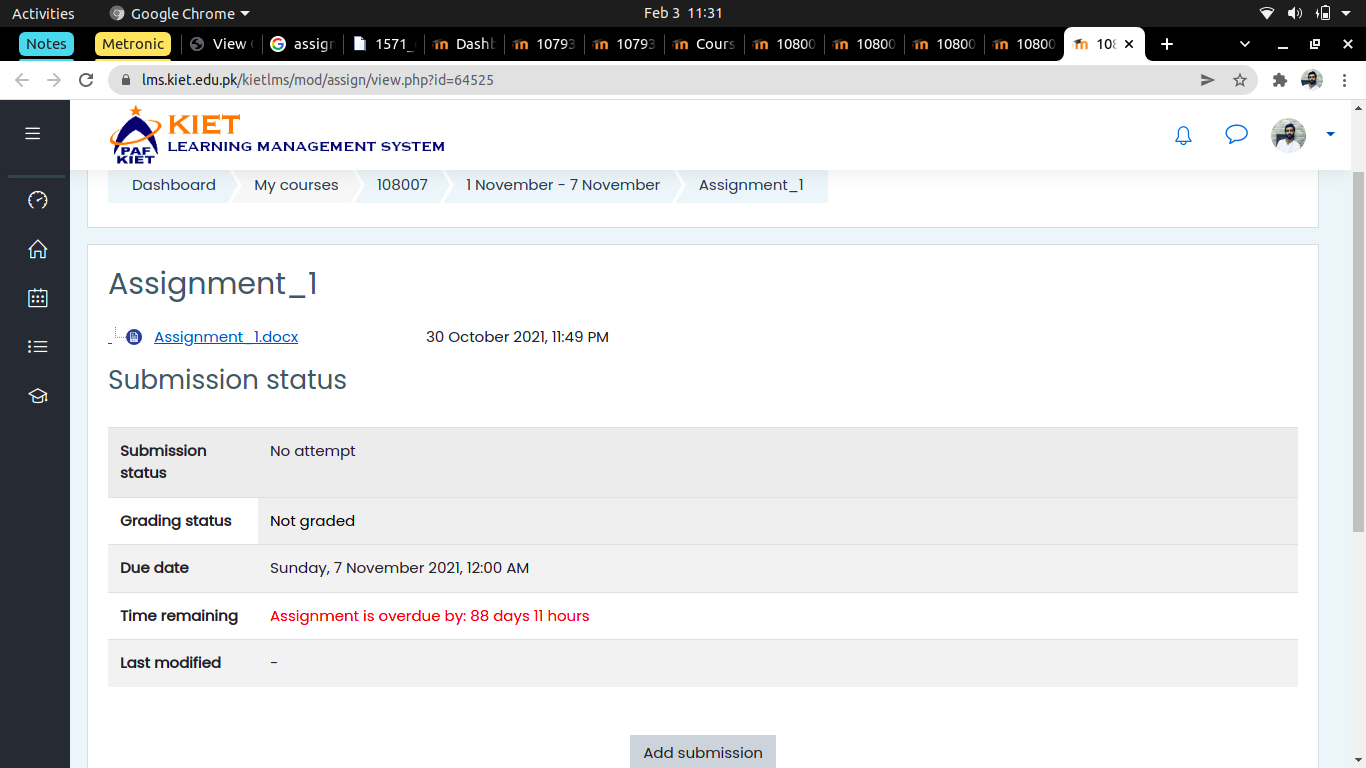 Activities Google Chrome Feb 3 11:31
Notes Metronic View assign 1571_ Dashb 10793 10793 Cours 10800 10800 10800 10800 108
lms.kiet.edu.pk/kietlms/mod/assign/view.php?id=64525
KIET
LEARNING MANAGEMENT SYSTEM
PAF
KIET
Dashboard My courses 108007 1 November - 7 November Assignment_1
Assignment_1
Assignment_1.docx 30 October 2021, 11:49 PM
Submission status
Submission status No attempt
Grading status Not graded
Due date Sunday, 7 November 2021, 12:00 AM
Time remaining Assignment is overdue by: 88 days 11 hours
Last modified -
Add submission